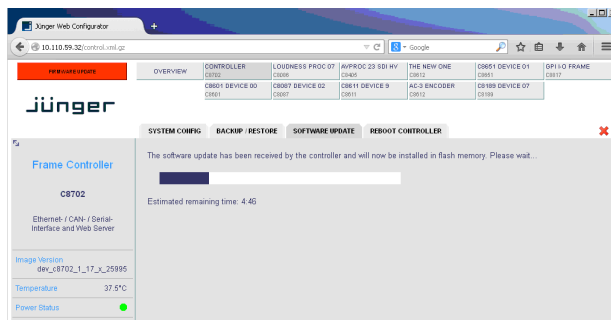 Jünger Web Configurator
10.110.59.32/control.xml.gz
Google
FIRMWARE UPDATE
OVERVIEW
CONTROLLER
C8702
LOUDNESS PROC 07
C8086
AVPROC 23 SDI HV
C8406
THE NEW ONE
C8612
C8651 DEVICE 01
C8651
GPI I-O FRAME
C8817
C8601 DEVICE 00
C8601
C8087 DEVICE 02
C8087
C8611 DEVICE 9
C8611
AC-3 ENCODER
C8612
C8189 DEVICE 07
C8189
jünger
SYSTEM CONFIG
BACKUP / RESTORE
SOFTWARE UPDATE
REBOOT CONTROLLER
Frame Controller
C8702
Ethernet- / CAN- / Serial-
Interface and Web Server
Image Version
dev_c8702_1_17_x_25995
Temperature 37.5°C
Power Status
The software update has been received by the controller and will now be installed in flash memory. Please wait...
Estimated remaining time: 4:46